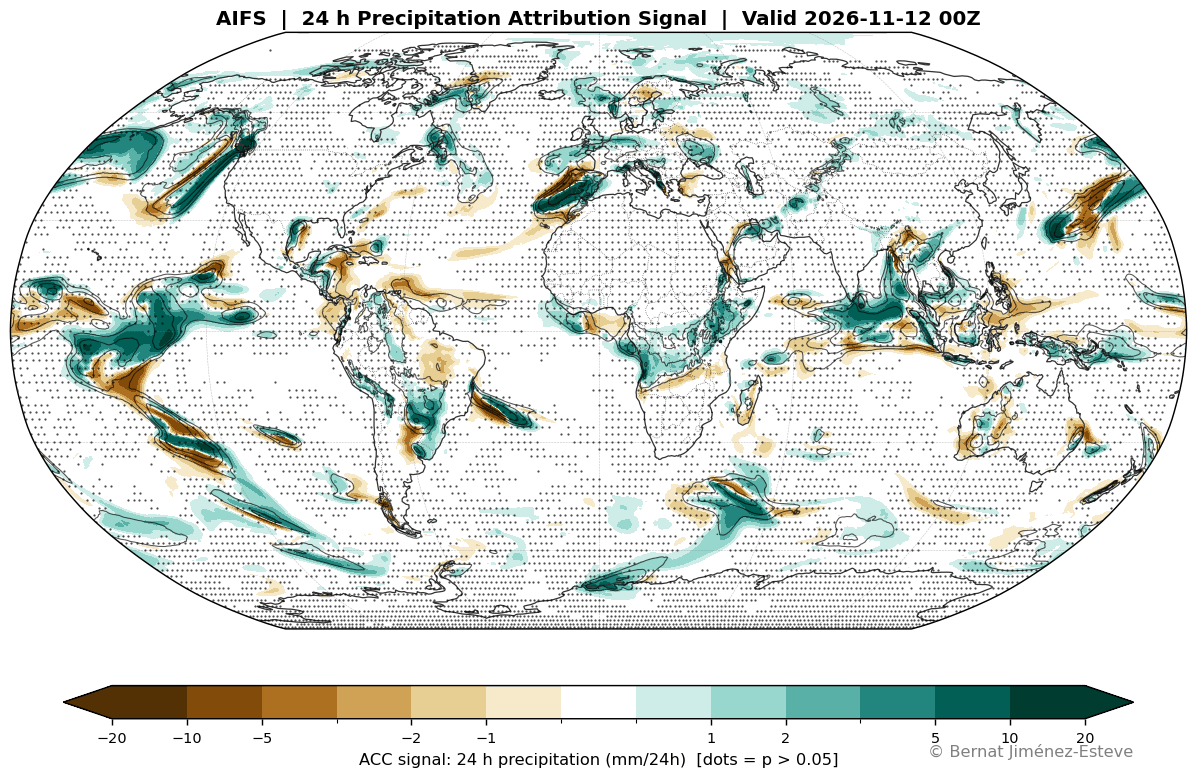 AIFS  |  24 h Precipitation Attribution Signal  |  Valid 2026-11-12 00Z
−20 −10 −5 −2 −1 1 2 5 10 20
© Bernat Jiménez-Esteve
ACC signal: 24 h precipitation (mm/24h)  [dots = p > 0.05]